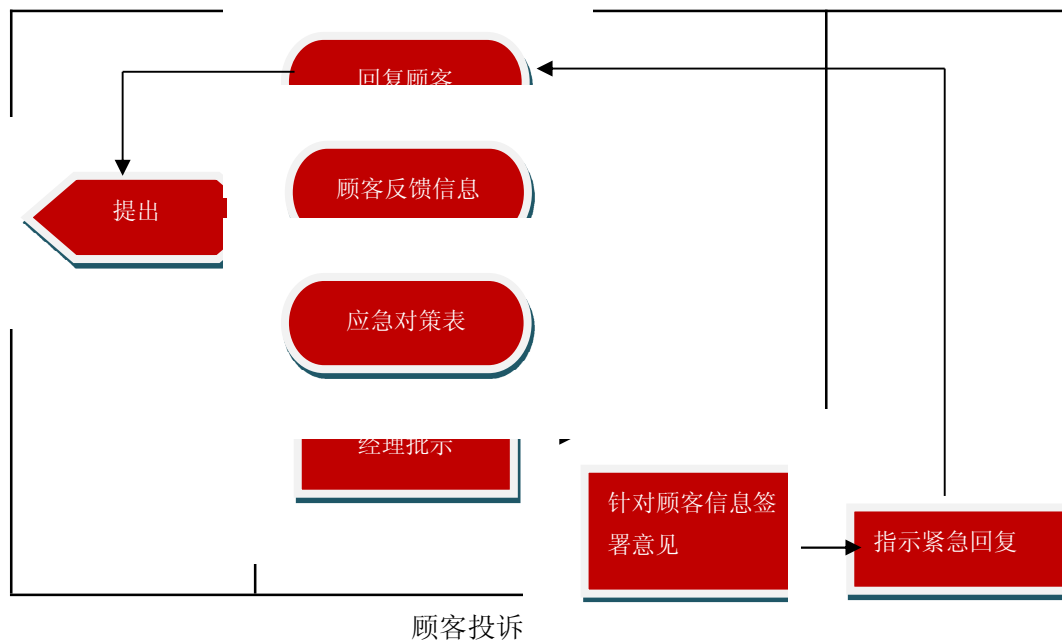 回复顾客
顾客反馈信息
提出
应急对策表
经理批示
针对顾客信息签
署意见
指示紧急回复
顾客投诉